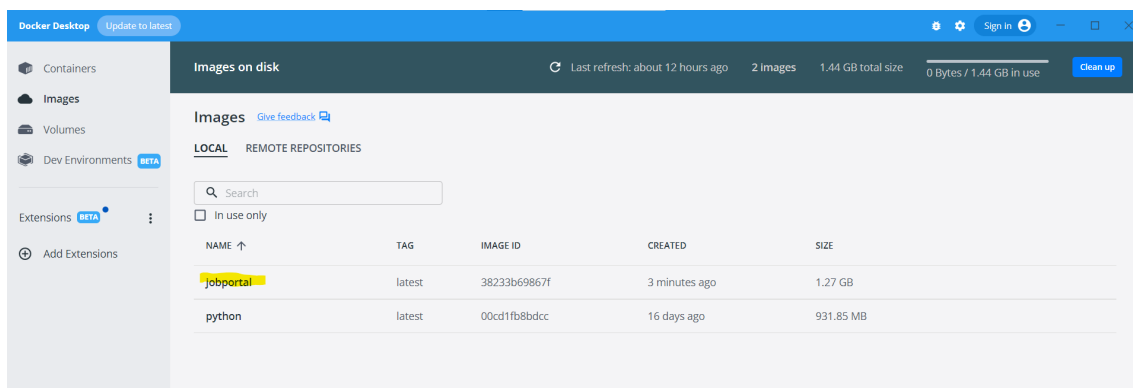 Docker Desktop Update to latest Sign in
Containers
Images
Volumes
Dev Environments BETA
Extensions BETA
Add Extensions
Images on disk Last refresh: about 12 hours ago 2 images 1.44 GB total size 0 Bytes / 1.44 GB in use Clean up
Images Give feedback
LOCAL REMOTE REPOSITORIES
Search
In use only
NAME TAG IMAGE ID CREATED SIZE
jobportal latest 38233b69867f 3 minutes ago 1.27 GB
python latest 00cd1fb8bdcc 16 days ago 931.85 MB